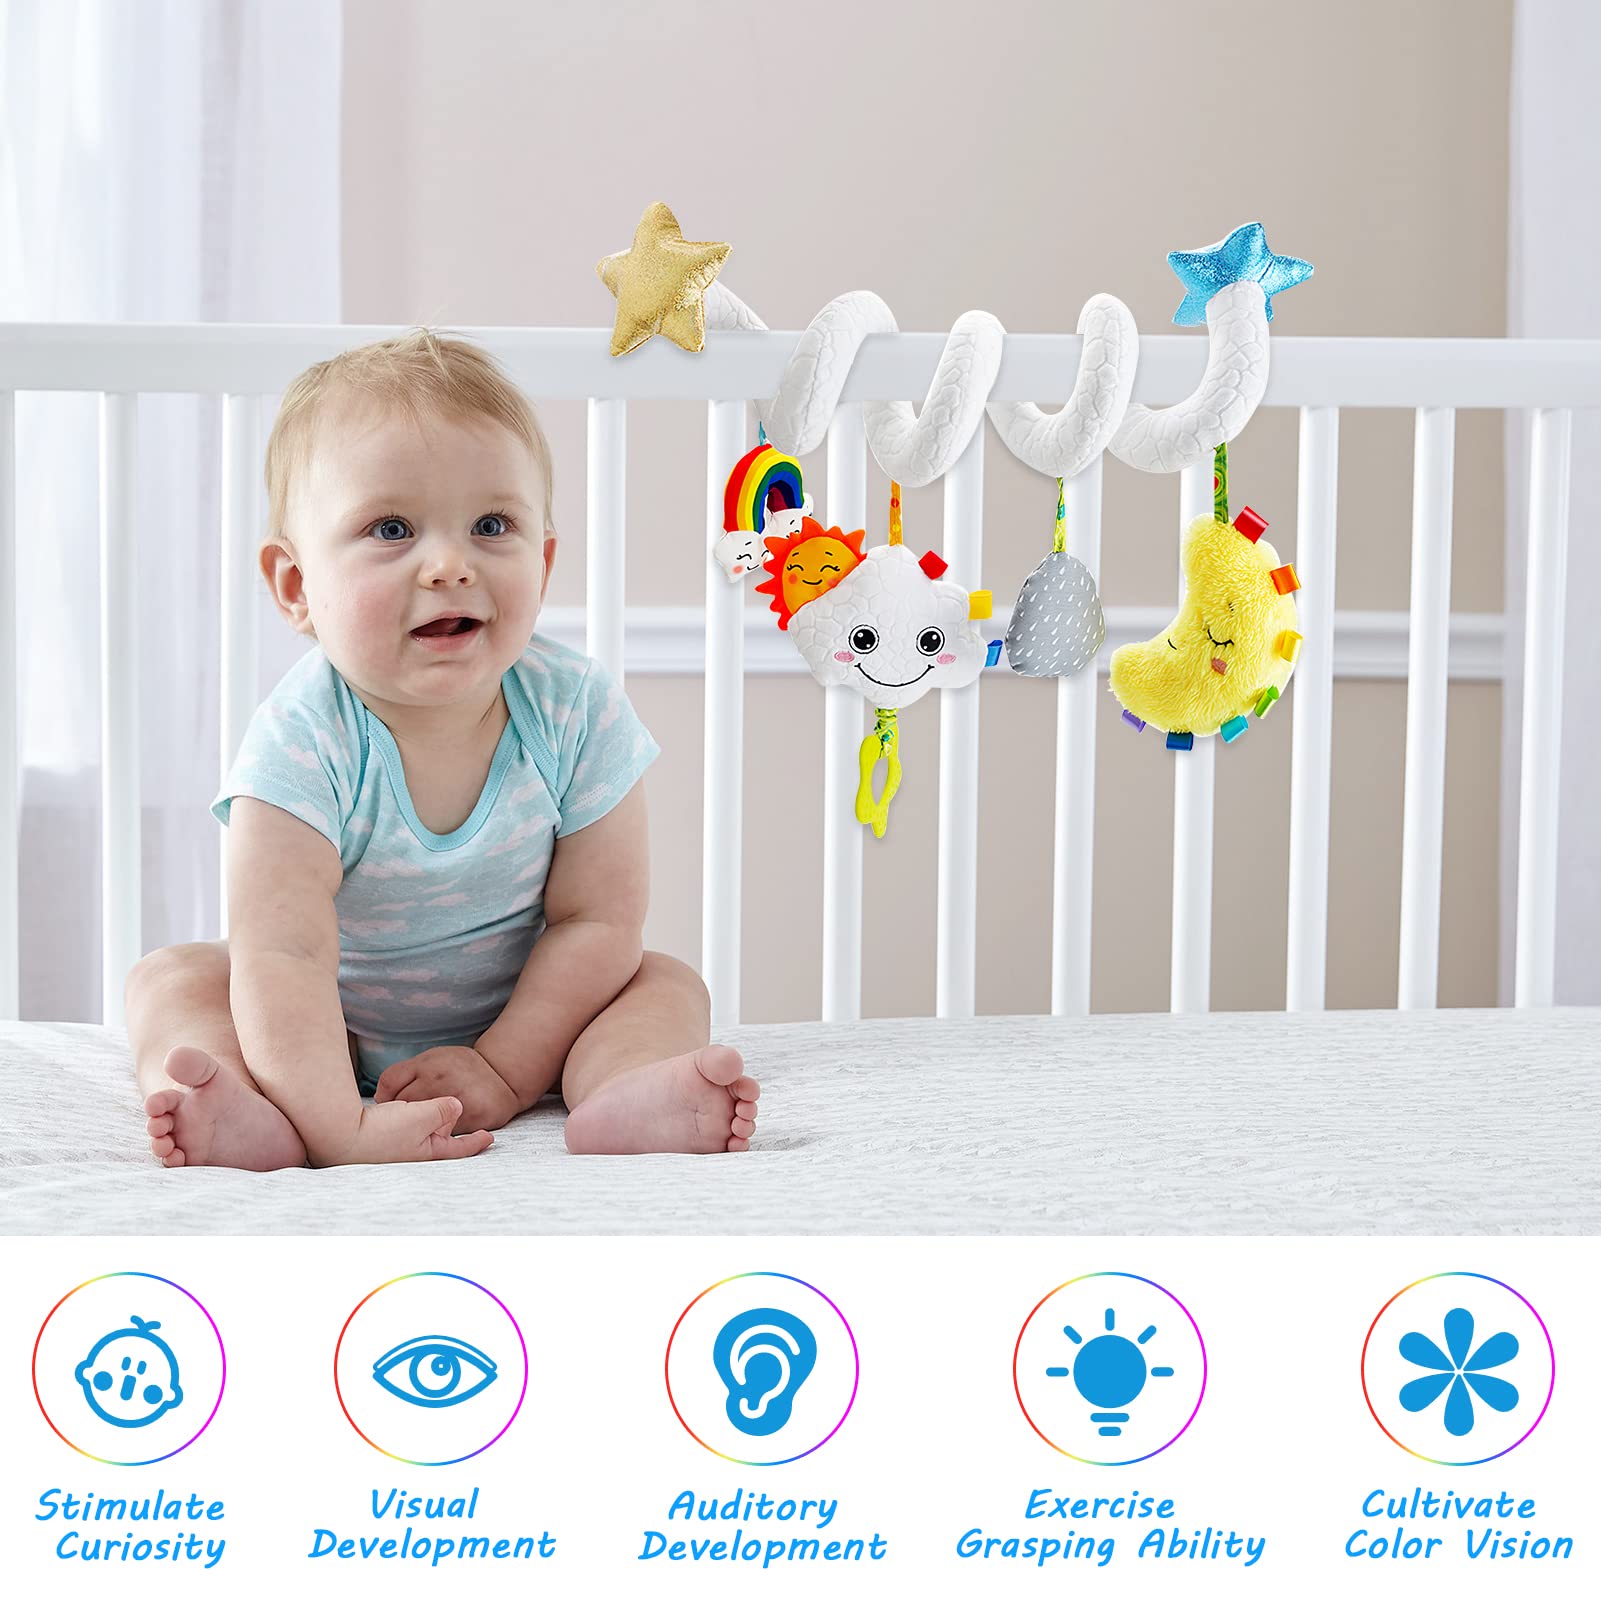 Stimulate
Curiosity
Visual
Development
Auditory
Development
Exercise
Grasping Ability
Cultivate
Color Vision